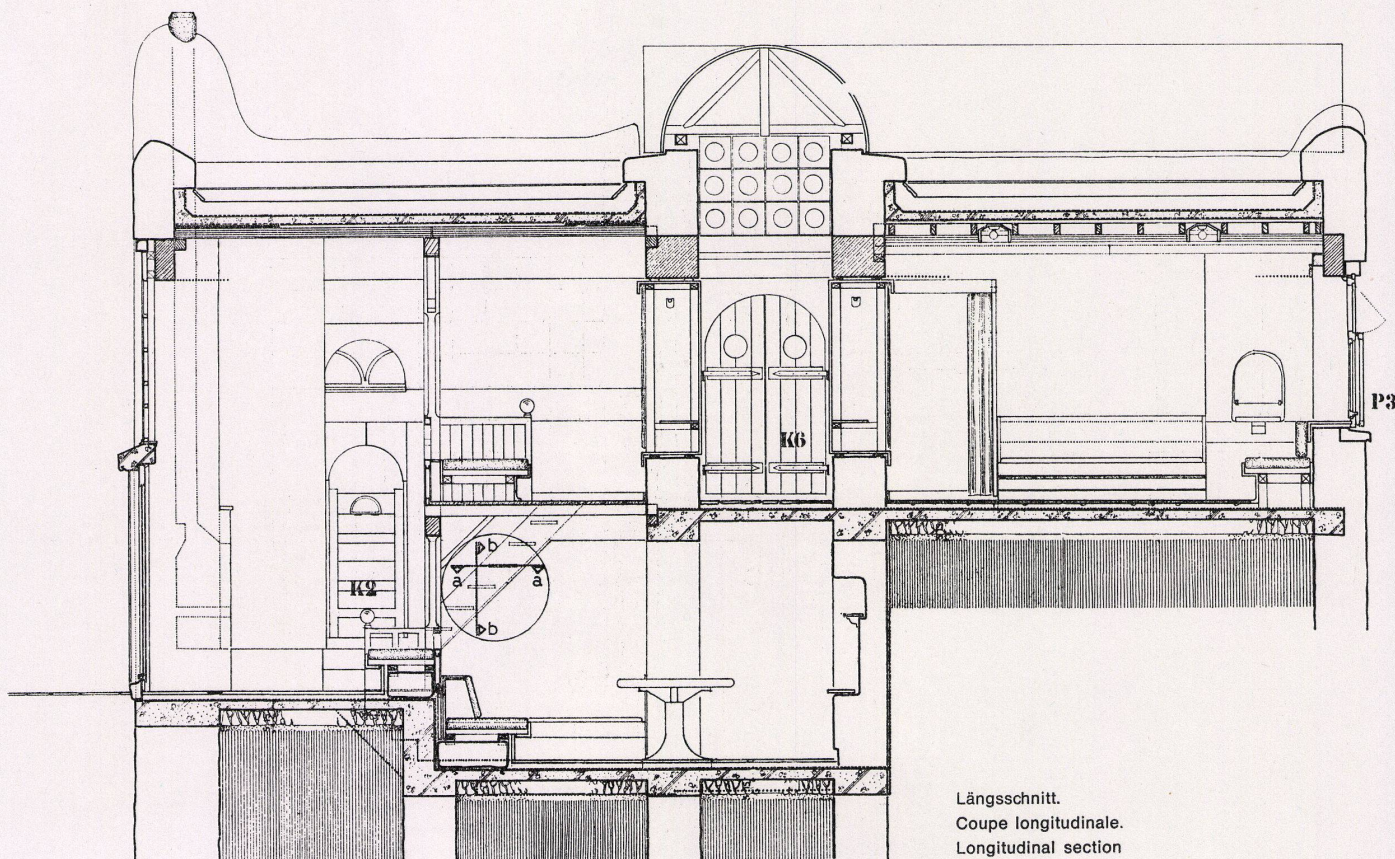 P3
K6
b
a a
K2
b
Längsschnitt.
Coupe longitudinale.
Longitudinal section